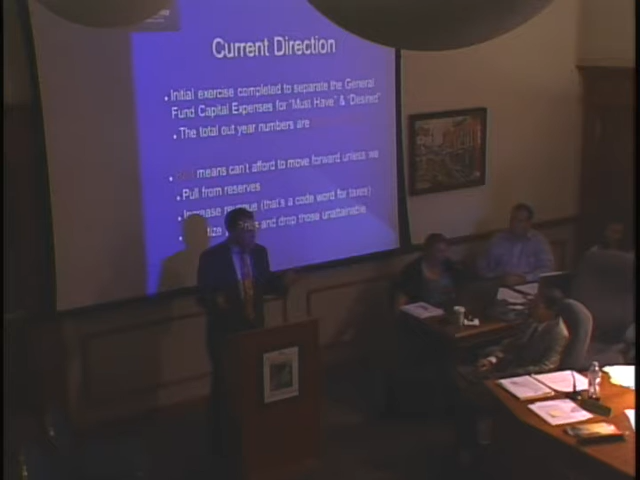 Current Direction
Initial exercise completed to separate the General
Fund Capital Expenses for "Must Have" & "Desired"
The total out year numbers are
means can't afford to move forward unless we
Pull from reserves
Increase revenue (that's a code word for taxes)
and drop those unattainable